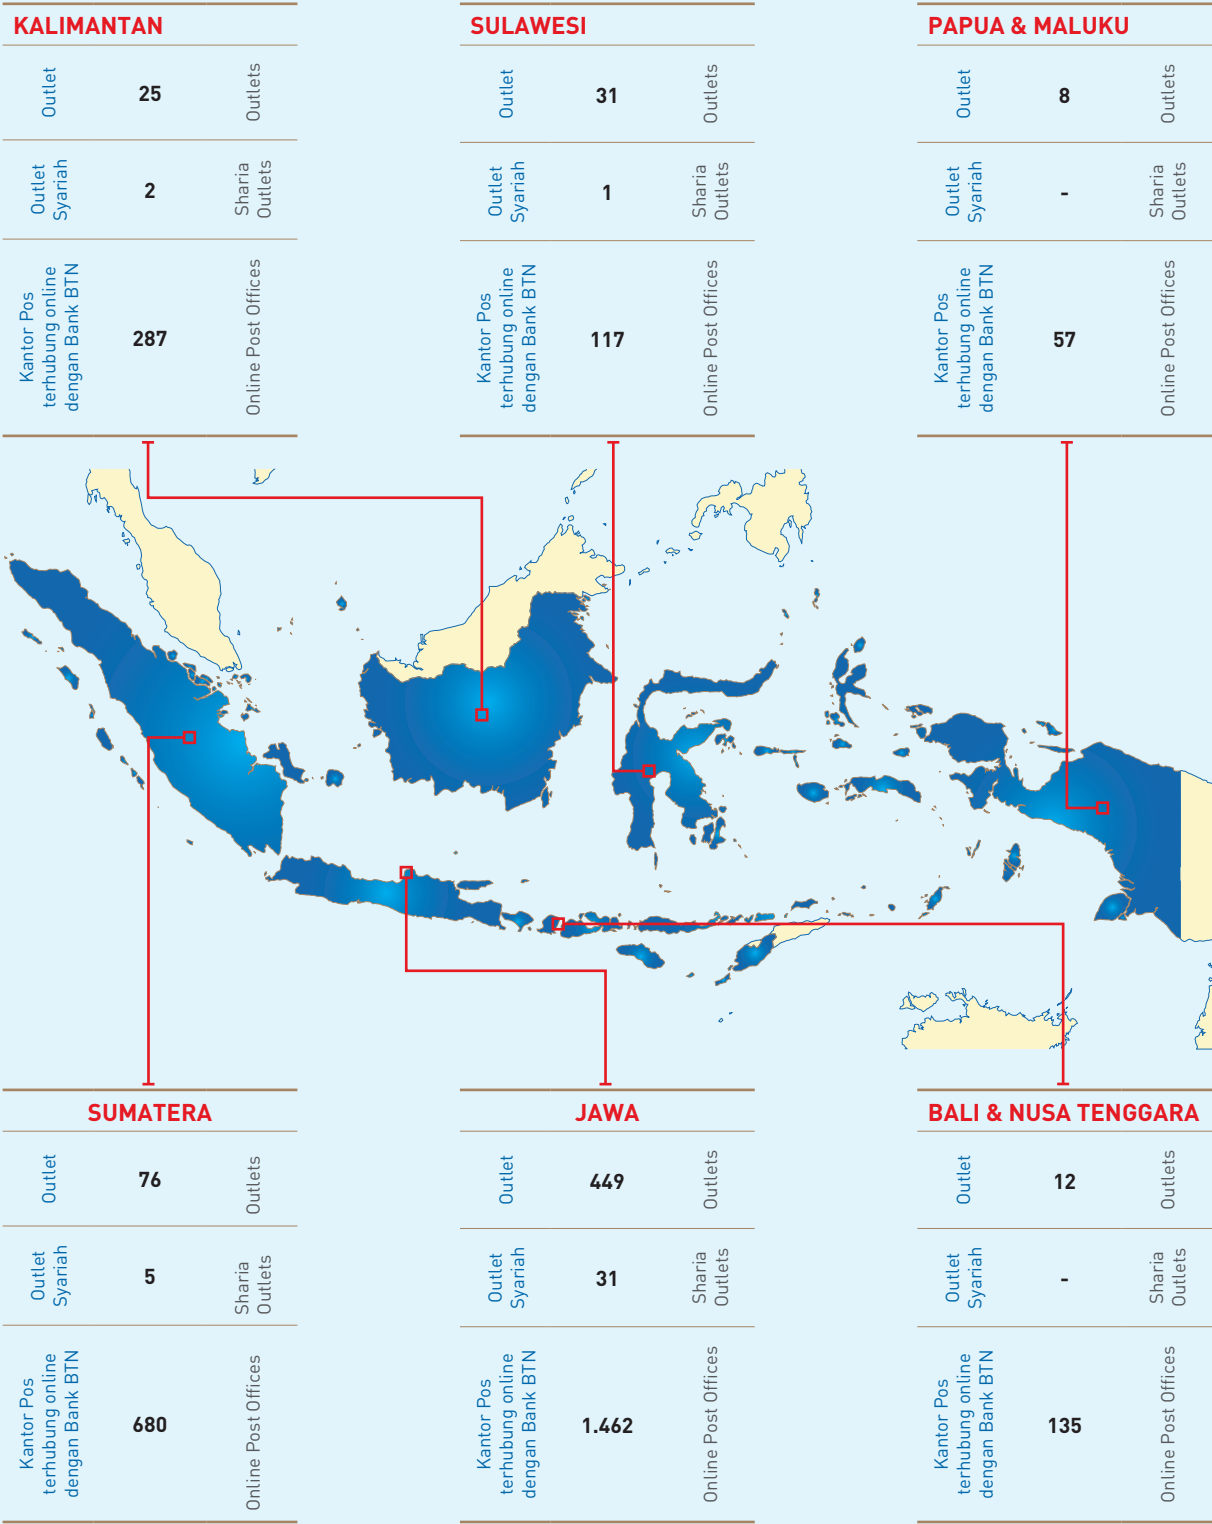 KALIMANTAN
Outlet
25
Outlets
Outlet
Syariah
2
Sharia
Outlets
Kantor Pos
terhubung online
dengan Bank BTN
287
Online Post Offices
SULAWESI
Outlet
31
Outlets
Outlet
Syariah
1
Sharia
Outlets
Kantor Pos
terhubung online
dengan Bank BTN
117
Online Post Offices
PAPUA & MALUKU
Outlet
8
Outlets
Outlet
Syariah
-
Sharia
Outlets
Kantor Pos
terhubung online
dengan Bank BTN
57
Online Post Offices
SUMATERA
Outlet
76
Outlets
Outlet
Syariah
5
Sharia
Outlets
Kantor Pos
terhubung online
dengan Bank BTN
680
Online Post Offices
JAWA
Outlet
449
Outlets
Outlet
Syariah
31
Sharia
Outlets
Kantor Pos
terhubung online
dengan Bank BTN
1.462
Online Post Offices
BALI & NUSA TENGGARA
Outlet
12
Outlets
Outlet
Syariah
-
Sharia
Outlets
Kantor Pos
terhubung online
dengan Bank BTN
135
Online Post Offices